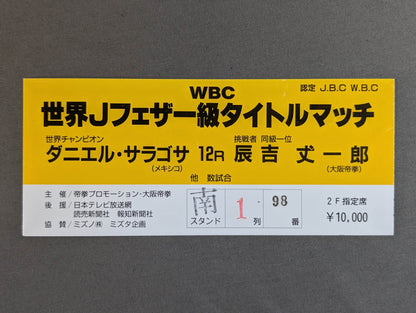 WBC
認定 J.B.C W.B.C
世界Jフェザー級タイトルマッチ
世界チャンピオン
挑戦者 同級一位
ダニエル・サラゴサ 12R 辰吉 丈一郎
(メキシコ)
(大阪帝拳)
他 数試合
主 催/帝拳プロモーション・大阪帝拳
後 援/日本テレビ放送網
読売新聞社 報知新聞社
協 賛/ミズノ㈱ ミズタ企画
南
スタンド 1 列 98 番
2F指定席
¥10,000